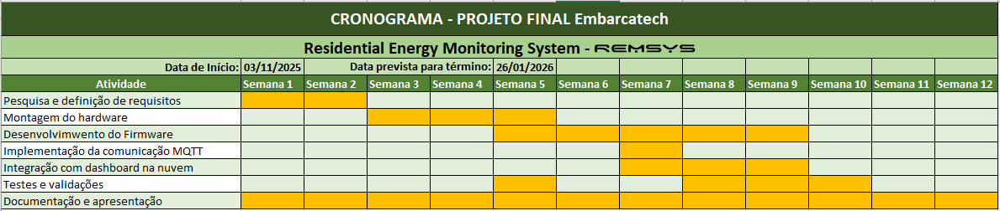 CRONOGRAMA - PROJETO FINAL Embarcatech
Residential Energy Monitoring System - REMSYS
Data de Início: 03/11/2025 Data prevista para término: 26/01/2026
Atividade Semana 1 Semana 2 Semana 3 Semana 4 Semana 5 Semana 6 Semana 7 Semana 8 Semana 9 Semana 10 Semana 11 Semana 12
Pesquisa e definição de requisitos
Montagem do hardware
Desenvolvimwento do Firmware
Implementação da comunicação MQTT
Integração com dashboard na nuvem
Testes e validações
Documentação e apresentação